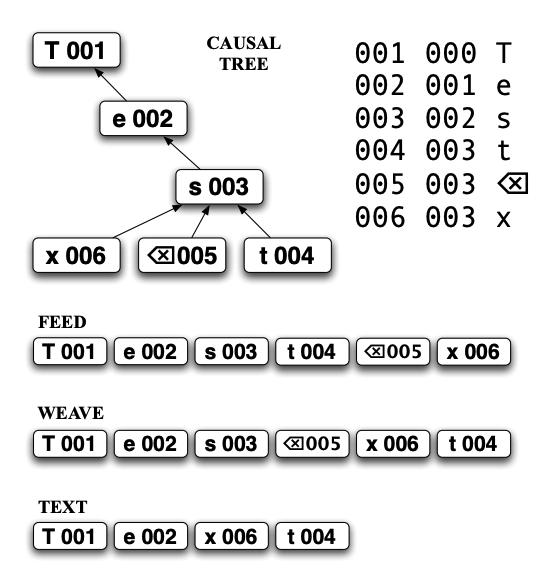 CAUSAL
TREE
T 001
e 002
s 003
x 006 ⌫005 t 004
001 000 T
002 001 e
003 002 s
004 003 t
005 003 ⌫
006 003 x
FEED
T 001 e 002 s 003 t 004 ⌫005 x 006
WEAVE
T 001 e 002 s 003 ⌫005 x 006 t 004
TEXT
T 001 e 002 x 006 t 004